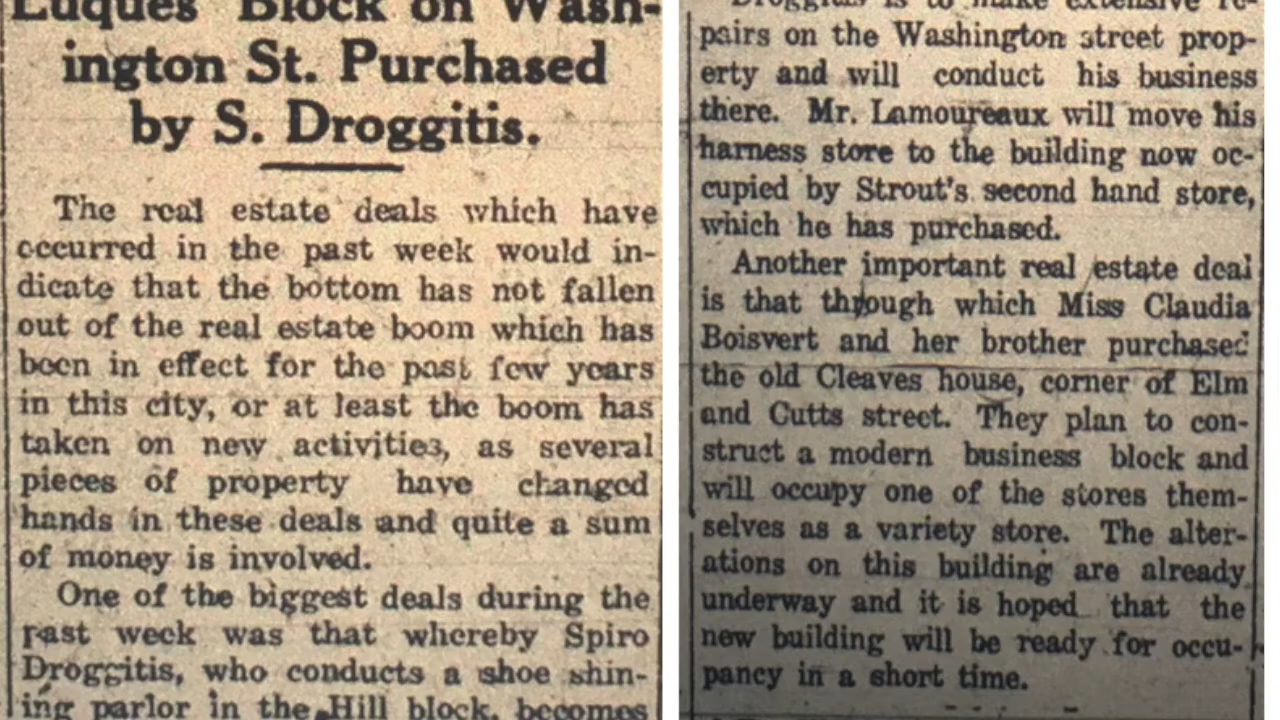 Luques Block on Wash-
ington St. Purchased
by S. Droggitis.
The real estate deals which have
occurred in the past week would in-
dicate that the bottom has not fallen
out of the real estate boom which has
been in effect for the past few years
in this city, or at least the boom has
taken on new activities, as several
pieces of property have changed
hands in these deals and quite a sum
of money is involved.
One of the biggest deals during the
past week was that whereby Spiro
Droggitis, who conducts a shoe shin-
ing parlor in the Hill block, becomes
Droggitis is to make extensive re-
pairs on the Washington street prop-
erty and will conduct his business
there. Mr. Lamoureaux will move his
harness store to the building now oc-
cupied by Strout's second hand store,
which he has purchased.
Another important real estate deal
is that through which Miss Claudia
Boisvert and her brother purchased
the old Cleaves house, corner of Elm
and Cutts street. They plan to con-
struct a modern business block and
will occupy one of the stores them-
selves as a variety store. The alter-
ations on this building are already
underway and it is hoped that the
new building will be ready for occu-
pancy in a short time.